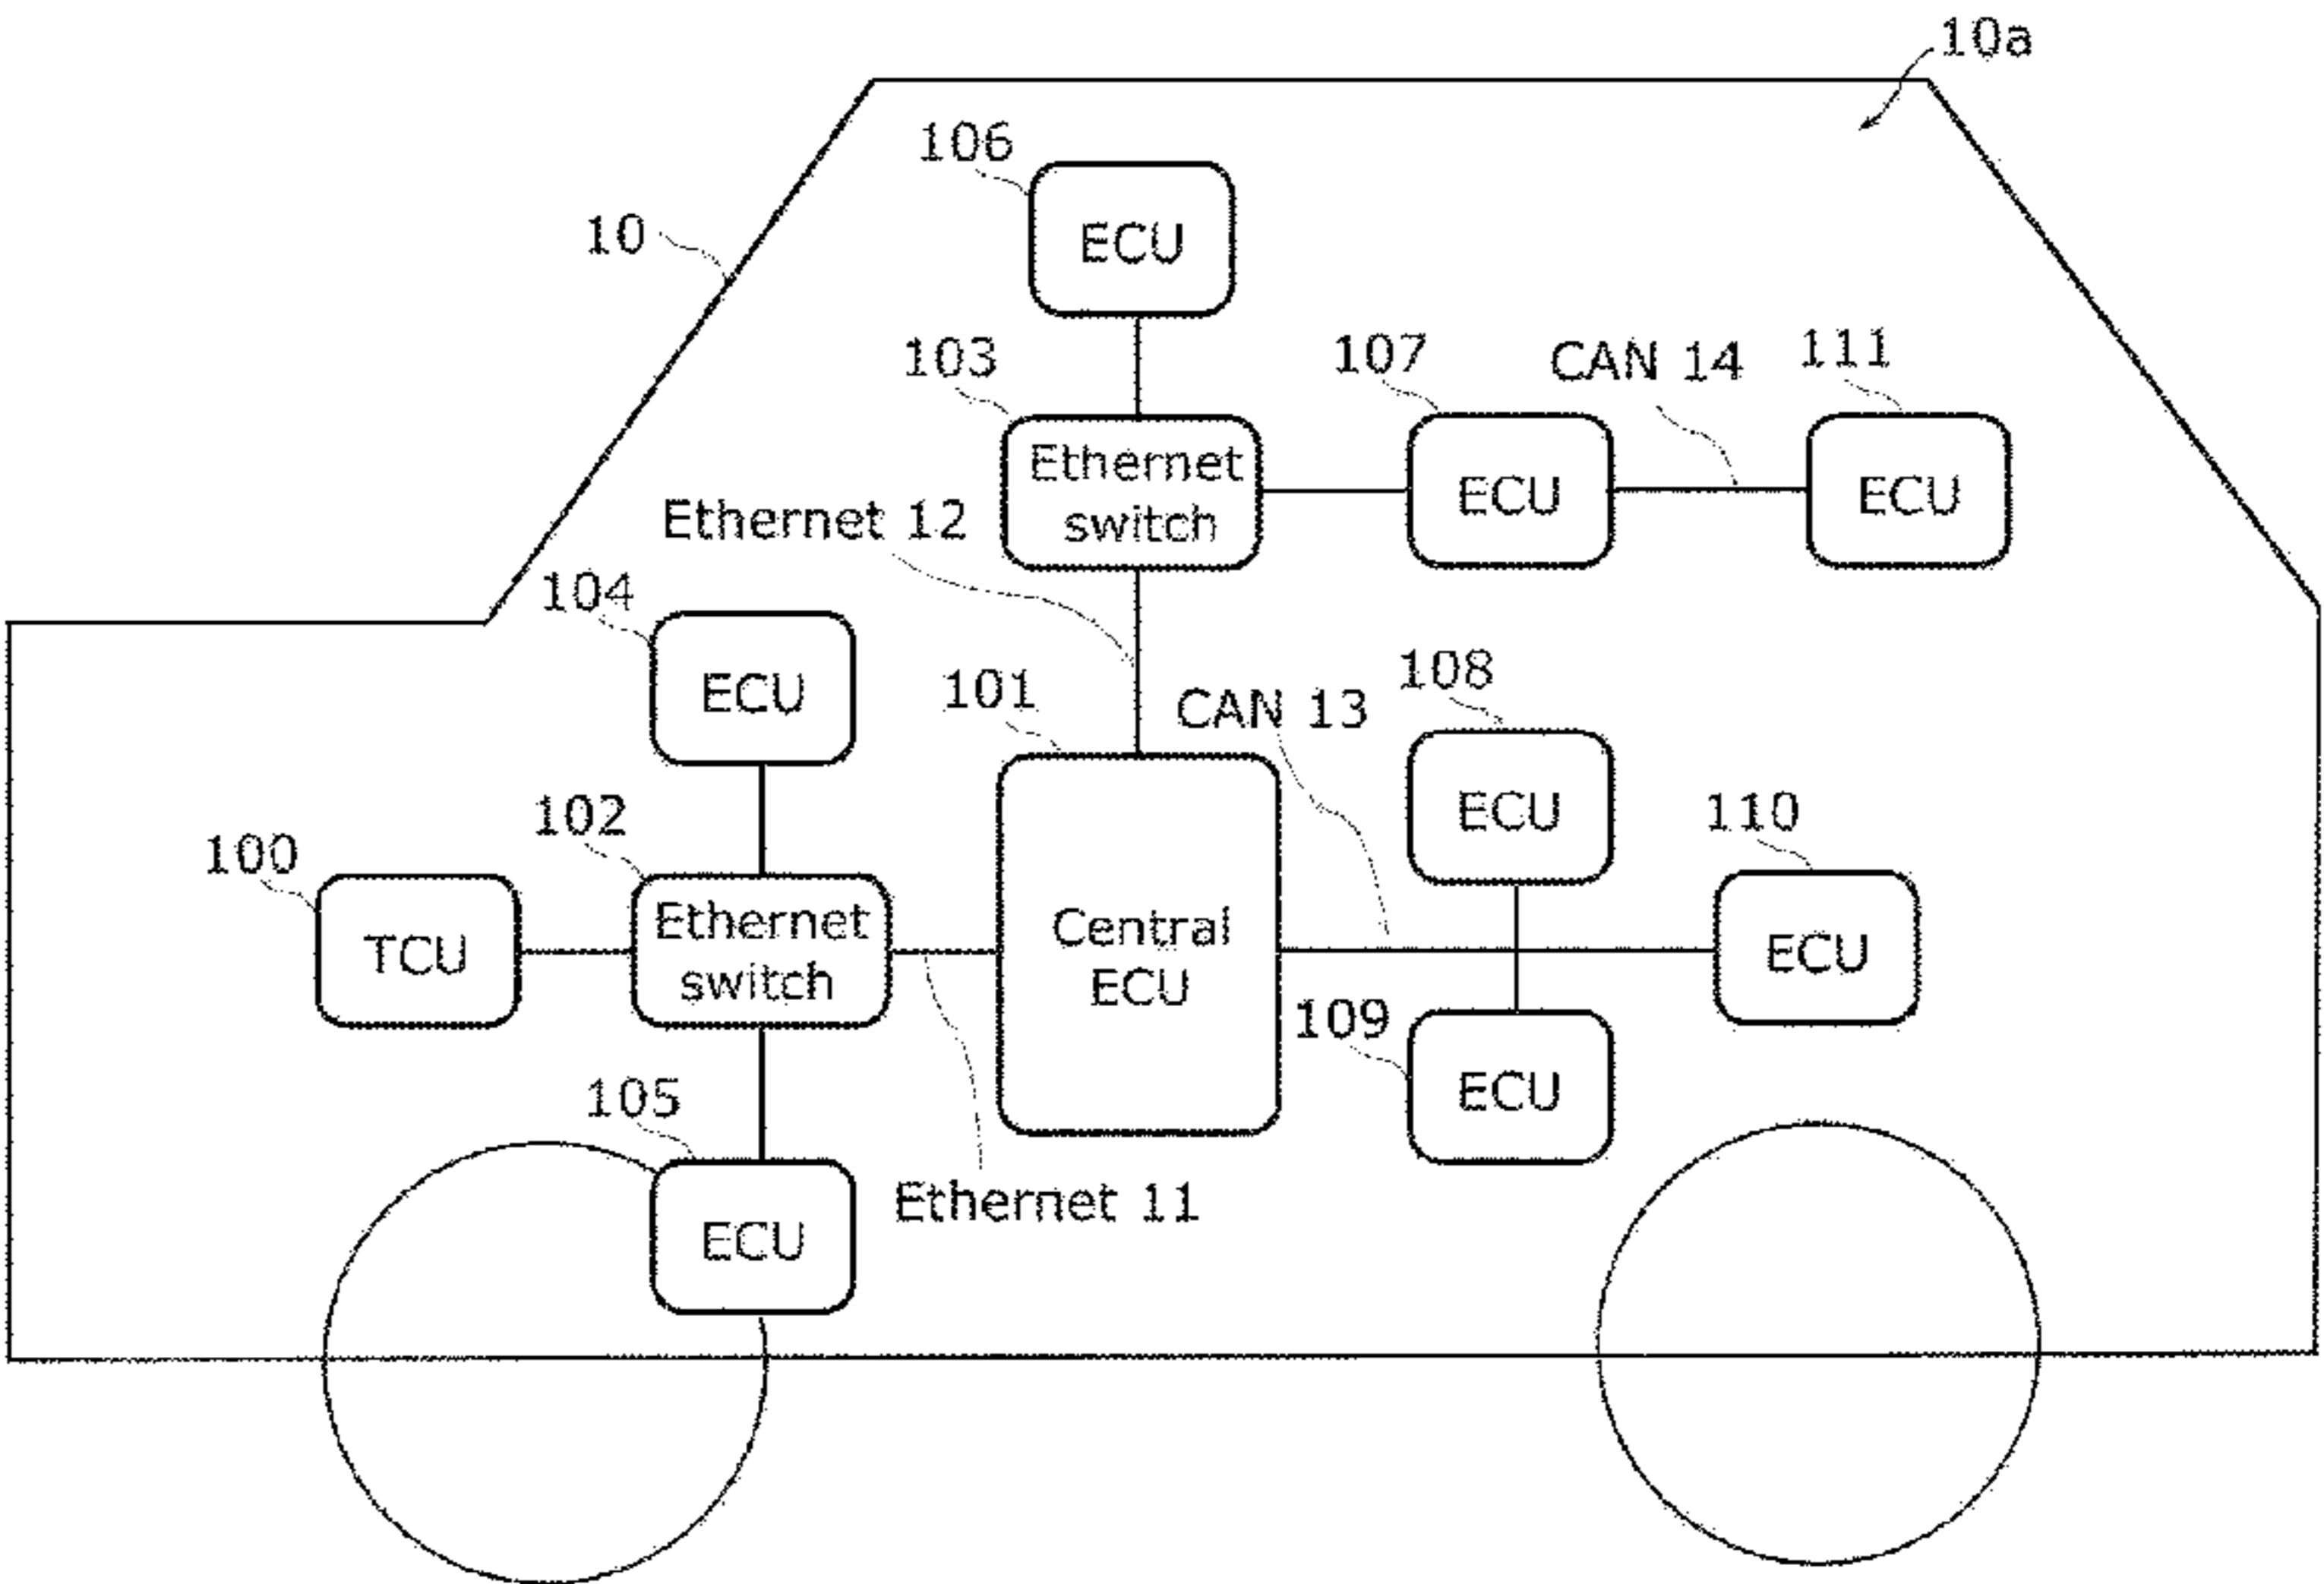 10a
106
ECU
10
103
107
CAN 14
111
Ethernet
switch
ECU
ECU
Ethernet 12
104
ECU
101
CAN 13
108
ECU
102
100
110
TCU
Ethernet
switch
Central
ECU
ECU
109
ECU
105
ECU
Ethernet 11